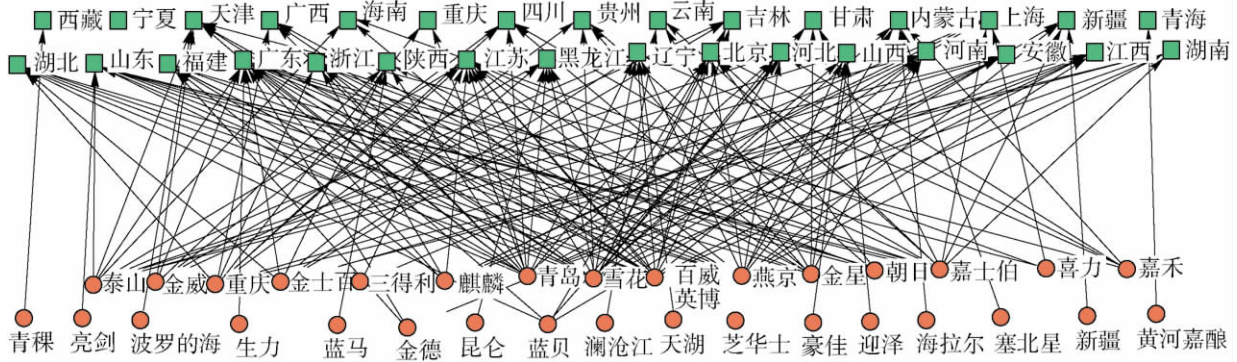 西藏 宁夏 天津 广西 海南 重庆 四川 贵州 云南 吉林 甘肃 内蒙古 上海 新疆 青海
湖北 山东 福建 广东 浙江 陕西 江苏 黑龙江 辽宁 北京 河北 山西 河南 安徽 江西 湖南
泰山 金威 重庆 金士百 三得利 麒麟 青岛 雪花 百威 燕京 金星 朝日 嘉士伯 喜力 嘉禾
英博
青稞 亮剑 波罗的海 生力 蓝马 金德 昆仑 蓝贝 澜沧江 天湖 芝华士 豪佳 迎泽 海拉尔 塞北星 新疆 黄河嘉酿